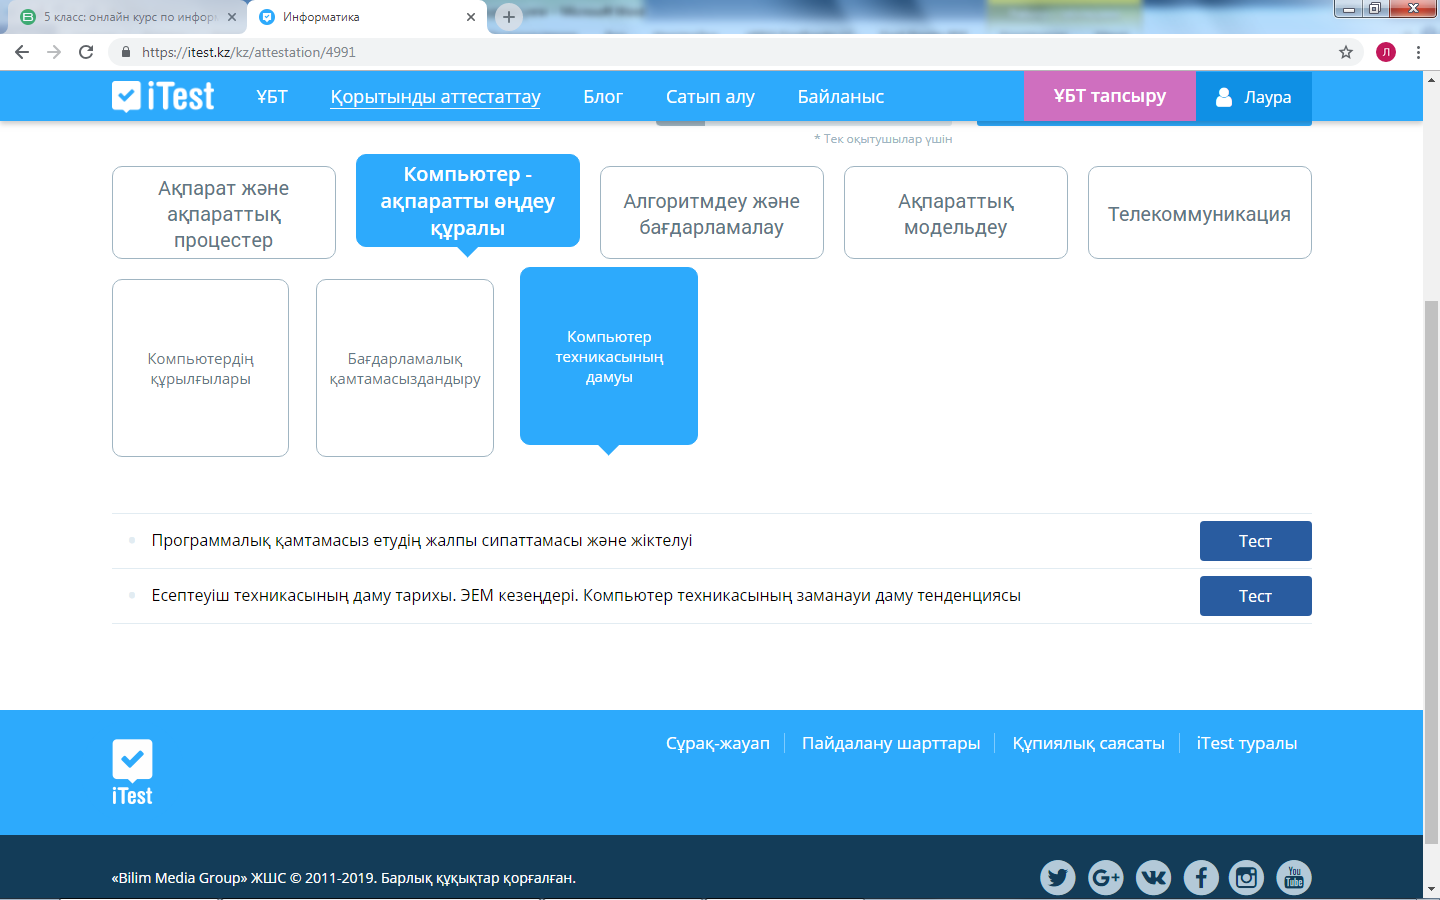 5 класс: онлайн курс по инфор
Информатика
https://itest.kz/kz/attestation/4991
Л
iTest
ҰБТ
Қорытынды аттестаттау
Блог
Сатып алу
Байланыс
ҰБТ тапсыру
Лаура
* Тек оқытушылар үшін
Ақпарат және
ақпараттық
процестер
Компьютер -
ақпаратты өңдеу
құралы
Алгоритмдеу және
бағдарламалау
Ақпараттық
модельдеу
Телекоммуникация
Компьютердің
құрылғылары
Бағдарламалық
қамтамасыздандыру
Компьютер
техникасының
дамуы
Программалық қамтамасыз етудің жалпы сипаттамасы және жіктелуі
Тест
Есептеуіш техникасының даму тарихы. ЭЕМ кезеңдері. Компьютер техникасының заманауи даму тенденциясы
Тест
iTest
Сұрақ-жауап
Пайдалану шарттары
Құпиялық саясаты
iTest туралы
«Bilim Media Group» ЖШС © 2011-2019. Барлық құқықтар қорғалған.
You
Tube